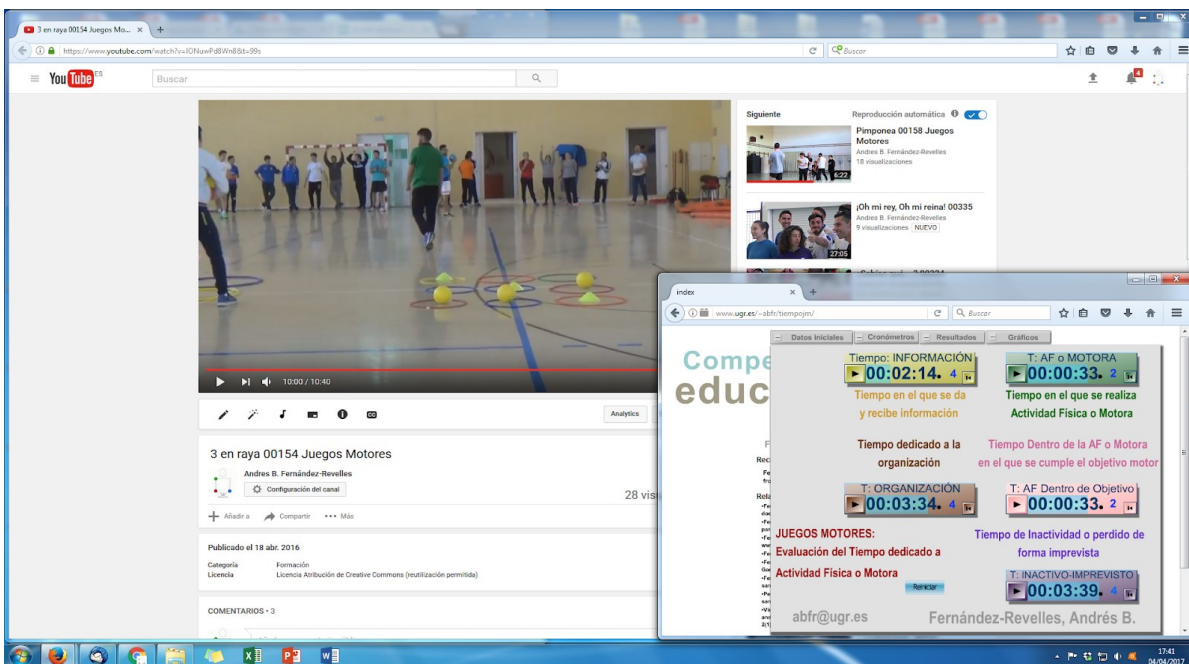 3 en raya 00154 Juegos Mo...
https://www.youtube.com/watch?v=IONuwPd8Wn8&t=99s
Buscar
YouTube ES
Buscar
4
10:00 / 10:40
Analytics
3 en raya 00154 Juegos Motores
Andres B. Fernández-Revelles
Configuración del canal
28 vis
Añadir a Compartir Más
Publicado el 18 abr. 2016
Categoría Formación
Licencia Licencia Atribución de Creative Commons (reutilización permitida)
COMENTARIOS • 3
Siguiente Reproducción automática
Pimponea 00158 Juegos
Motores
Andres B. Fernández-Revelles
18 visualizaciones
6:22
¡Oh mi rey, Oh mi reina! 00335
Andres B. Fernández-Revelles
9 visualizaciones NUEVO
27:05
index
www.ugr.es/~abfr/tiempojm/
Buscar
Datos Iniciales Cronómetros Resultados Gráficos
Compe
educ
Tiempo: INFORMACIÓN
00:02:14. 4
Tiempo en el que se da
y recibe información
T: AF o MOTORA
00:00:33. 2
Tiempo en el que se realiza
Actividad Física o Motora
Tiempo dedicado a la
organización
T: ORGANIZACIÓN
00:03:34. 4
Tiempo Dentro de la AF o Motora
en el que se cumple el objetivo motor
T: AF Dentro de Objetivo
00:00:33. 2
JUEGOS MOTORES:
Evaluación del Tiempo dedicado a
Actividad Física o Motora
Reiniciar
Tiempo de Inactividad o perdido de
forma imprevista
T: INACTIVO-IMPREVISTO
00:03:39. 4
abfr@ugr.es
Fernández-Revelles, Andrés B.
17:41
04/04/2017